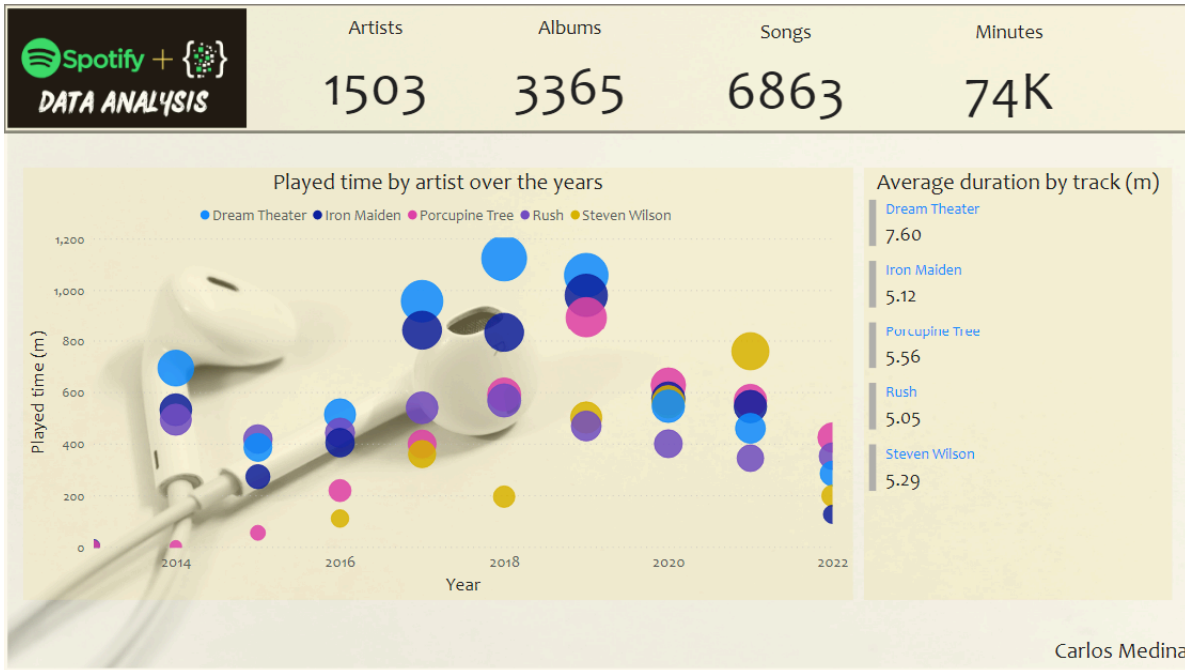 Spotify + {}
DATA ANALYSIS
Artists
1503
Albums
3365
Songs
6863
Minutes
74K
Played time by artist over the years
Dream Theater Iron Maiden Porcupine Tree Rush Steven Wilson
Played time (m)
1,200
1,000
800
600
400
200
0
2014 2016 2018 2020 2022
Year
Average duration by track (m)
Dream Theater
7.60
Iron Maiden
5.12
Porcupine Tree
5.56
Rush
5.05
Steven Wilson
5.29
Carlos Medina